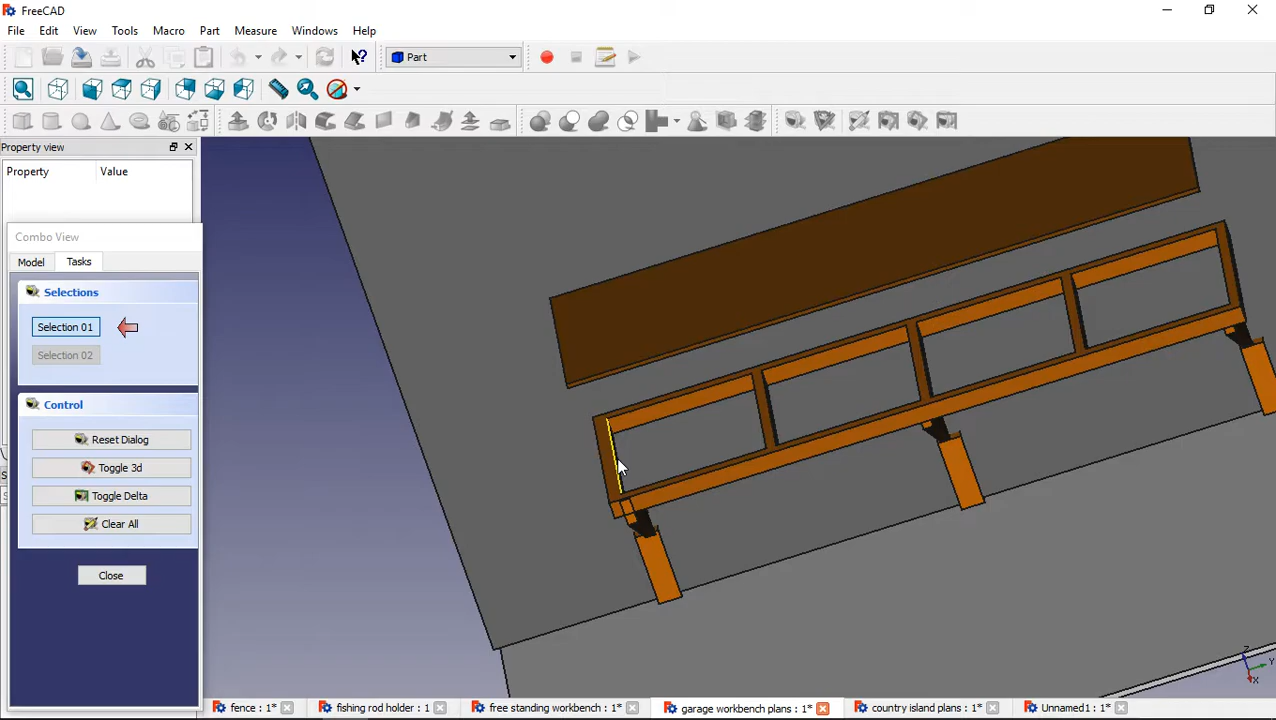 FreeCAD
File Edit View Tools Macro Part Measure Windows Help
Part
Property view
Property Value
Combo View
Model Tasks
Selections
Selection 01
Selection 02
Control
Reset Dialog
Toggle 3d
Toggle Delta
Clear All
Close
Z
Y
X
fence : 1* fishing rod holder : 1 free standing workbench : 1* garage workbench plans : 1* country island plans : 1* Unnamed1 : 1*